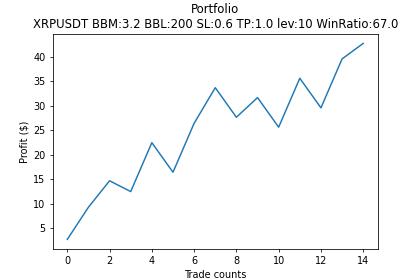 Portfolio
XRPUSDT BBM:3.2 BBL:200 SL:0.6 TP:1.0 lev:10 WinRatio:67.0
Profit ($)
40
35
30
25
20
15
10
5
0 2 4 6 8 10 12 14
Trade counts